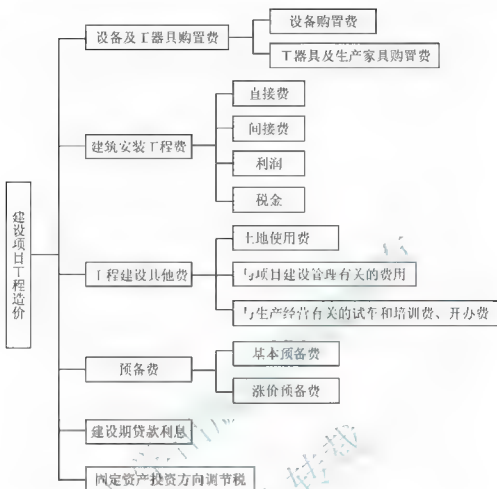 建设项目工程造价
设备及工器具购置费
设备购置费
工器具及生产家具购置费
建筑安装工程费
直接费
间接费
利润
税金
工程建设其他费
土地使用费
与项目建设管理有关的费用
与生产经营有关的试车和培训费、开办费
预备费
基本预备费
涨价预备费
建设期贷款利息
固定资产投资方向调节税
转载